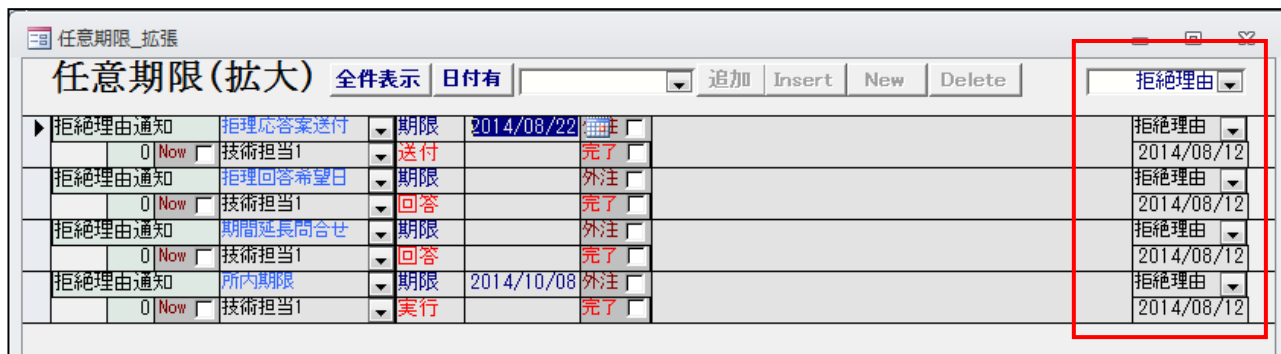 任意期限_拡張
任意期限(拡大) 全件表示 日付有 追加 Insert New Delete 拒絶理由
拒絶理由通知 拒理応答案送付 期限 2014/08/22 注 拒絶理由
0 Now 技術担当1 送付 完了 2014/08/12
拒絶理由通知 拒理回答希望日 期限 外注 拒絶理由
0 Now 技術担当1 回答 完了 2014/08/12
拒絶理由通知 期間延長問合せ 期限 外注 拒絶理由
0 Now 技術担当1 回答 完了 2014/08/12
拒絶理由通知 所内期限 期限 2014/10/08 外注 拒絶理由
0 Now 技術担当1 実行 完了 2014/08/12